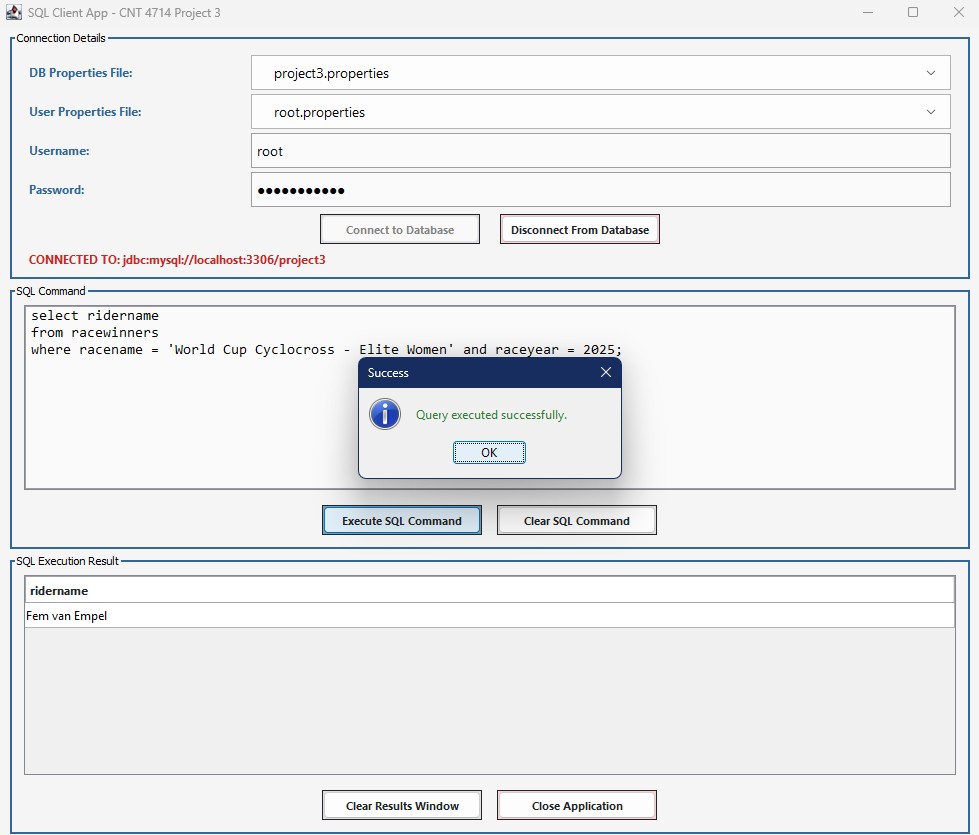 SQL Client App - CNT 4714 Project 3
Connection Details
DB Properties File:
project3.properties
User Properties File:
root.properties
Username:
root
Password:
●●●●●●●●●●●
Connect to Database
Disconnect From Database
CONNECTED TO: jdbc:mysql://localhost:3306/project3
SQL Command
select ridername
from racewinners
where racename = 'World Cup Cyclocross - Elite Women' and raceyear = 2025;
Success
Query executed successfully.
OK
Execute SQL Command
Clear SQL Command
SQL Execution Result
ridername
Fem van Empel
Clear Results Window
Close Application